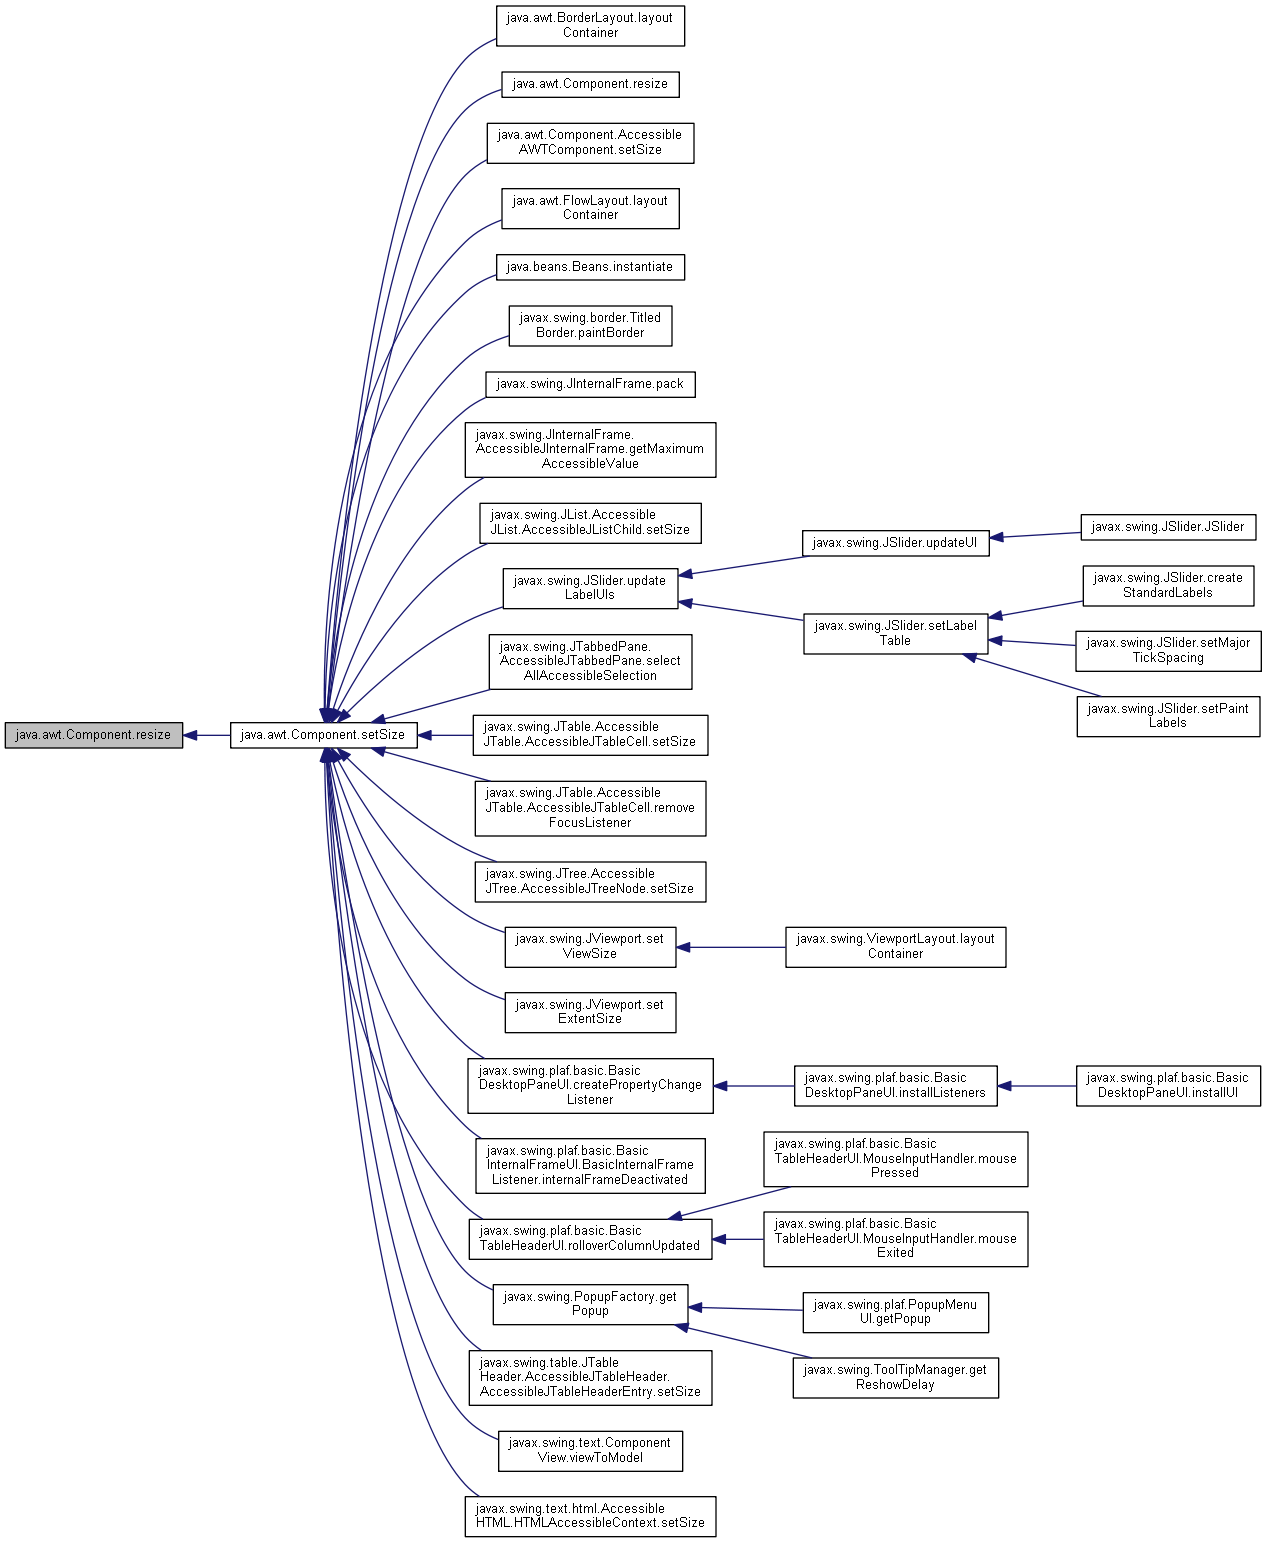 java.awt.BorderLayout.layout
Container
java.awt.Component.resize
java.awt.Component.Accessible
AWTComponent.setSize
java.awt.FlowLayout.layout
Container
java.beans.Beans.instantiate
javax.swing.border.Titled
Border.paintBorder
javax.swing.JInternalFrame.pack
javax.swing.JInternalFrame.
AccessibleJInternalFrame.getMaximum
AccessibleValue
javax.swing.JList.Accessible
JList.AccessibleJListChild.setSize
javax.swing.JSlider.update
LabelUIs
javax.swing.JSlider.updateUI
javax.swing.JSlider.JSlider
javax.swing.JSlider.setLabel
Table
javax.swing.JSlider.create
StandardLabels
javax.swing.JSlider.setMajor
TickSpacing
javax.swing.JSlider.setPaint
Labels
javax.swing.JTabbedPane.
AccessibleJTabbedPane.select
AllAccessibleSelection
java.awt.Component.resize
java.awt.Component.setSize
javax.swing.JTable.Accessible
JTable.AccessibleJTableCell.setSize
javax.swing.JTable.Accessible
JTable.AccessibleJTableCell.remove
FocusListener
javax.swing.JTree.Accessible
JTree.AccessibleJTreeNode.setSize
javax.swing.JViewport.set
ViewSize
javax.swing.ViewportLayout.layout
Container
javax.swing.JViewport.set
ExtentSize
javax.swing.plaf.basic.Basic
DesktopPaneUI.createPropertyChange
Listener
javax.swing.plaf.basic.Basic
DesktopPaneUI.installListeners
javax.swing.plaf.basic.Basic
DesktopPaneUI.installUI
javax.swing.plaf.basic.Basic
InternalFrameUI.BasicInternalFrame
Listener.internalFrameDeactivated
javax.swing.plaf.basic.Basic
TableHeaderUI.MouseInputHandler.mouse
Pressed
javax.swing.plaf.basic.Basic
TableHeaderUI.rolloverColumnUpdated
javax.swing.plaf.basic.Basic
TableHeaderUI.MouseInputHandler.mouse
Exited
javax.swing.PopupFactory.get
Popup
javax.swing.plaf.PopupMenu
UI.getPopup
javax.swing.ToolTipManager.get
ReshowDelay
javax.swing.table.JTable
Header.AccessibleJTableHeader.
AccessibleJTableHeaderEntry.setSize
javax.swing.text.Component
View.viewToModel
javax.swing.text.html.Accessible
HTML.HTMLAccessibleContext.setSize